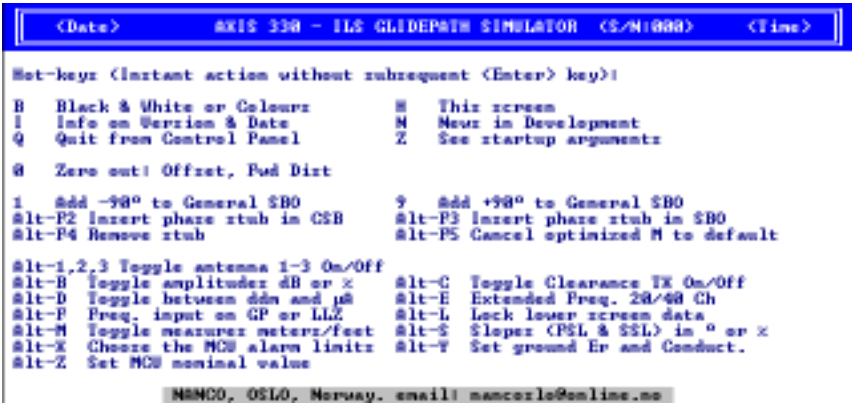 <Date> AXIS 330 - ILS GLIDEPATH SIMULATOR (S/N:000) <Time>
Hot-keys (Instant action without subsequent <Enter> key):
B Black & White or Colours H This screen
I Info on Version & Date N News in Development
Q Quit from Control Panel Z See startup arguments
0 Zero out: Offset, Fwd Dist
1 Add -90° to General SBO 9 Add +90° to General SBO
Alt-F2 Insert phase stub in CSB Alt-F3 Insert phase stub in SBO
Alt-F4 Remove stub Alt-F5 Cancel optimized M to default
Alt-1,2,3 Toggle antenna 1-3 On/Off
Alt-B Toggle amplitudes dB or % Alt-C Toggle Clearance TX On/Off
Alt-D Toggle between ddm and µA Alt-E Extended Freq. 20/40 Ch
Alt-F Freq. input on GP or LLZ Alt-L Lock lower screen data
Alt-M Toggle measures meters/feet Alt-S Slopes (FSL & SSL) in ° or %
Alt-X Choose the MCU alarm limits Alt-Y Set ground Er and Conduct.
Alt-Z Set MCU nominal value
NANCO, OSLO, Norway. email: nancoslo@online.no